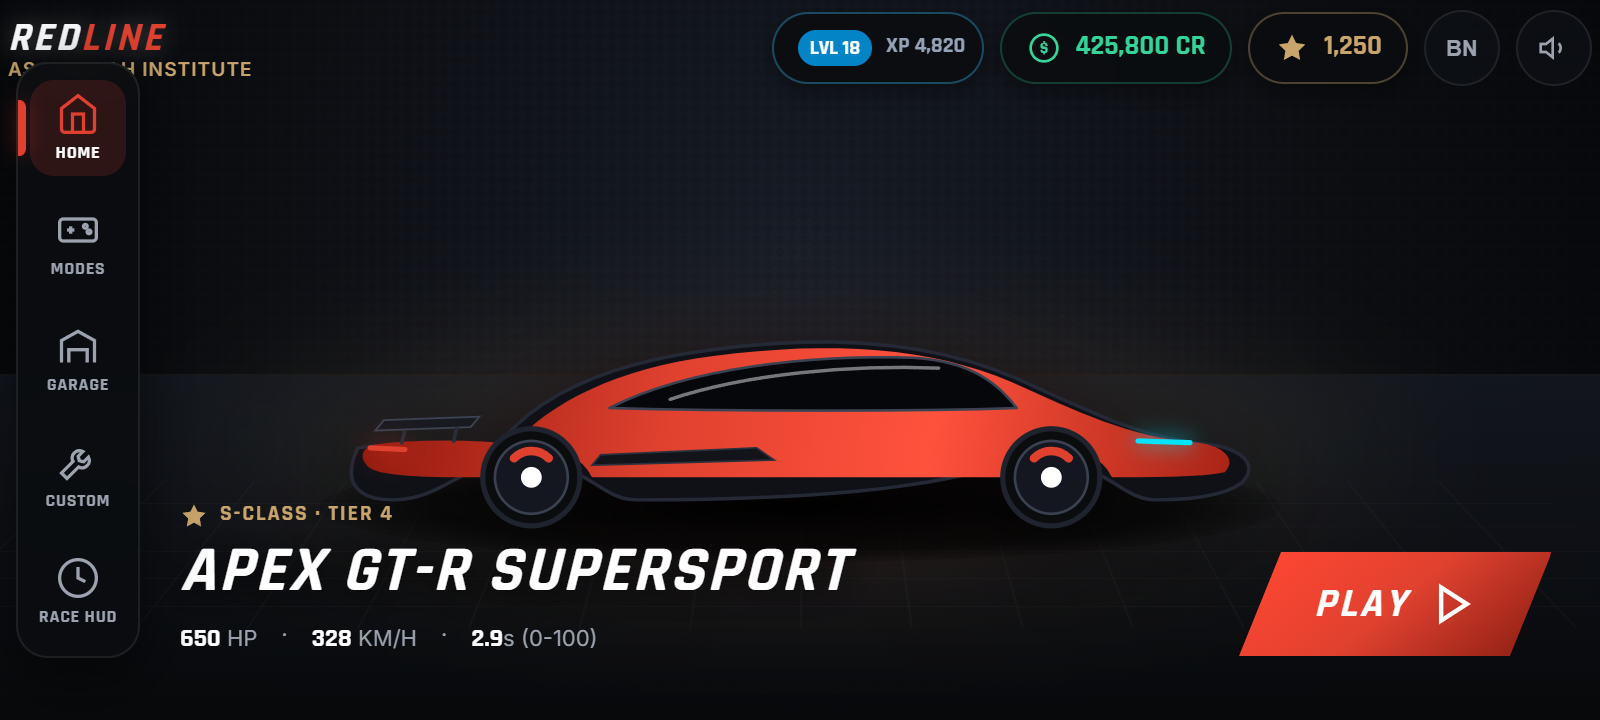 REDLINE
INSTITUTE
LVL 18 XP 4,820
$ 425,800 CR
1,250
BN
HOME
MODES
GARAGE
CUSTOM
RACE HUD
S-CLASS · TIER 4
APEX GT-R SUPERSPORT
650 HP · 328 KM/H · 2.9s (0-100)
PLAY